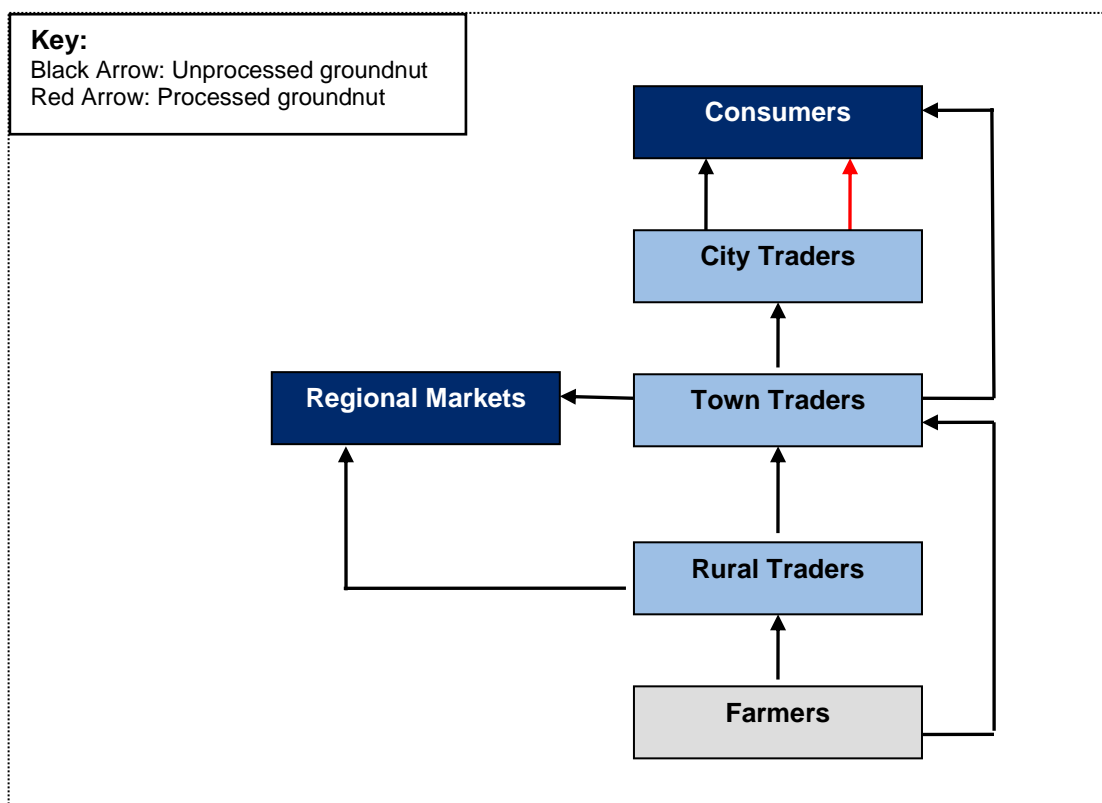 Key:
Black Arrow: Unprocessed groundnut
Red Arrow: Processed groundnut
Consumers
City Traders
Regional Markets
Town Traders
Rural Traders
Farmers